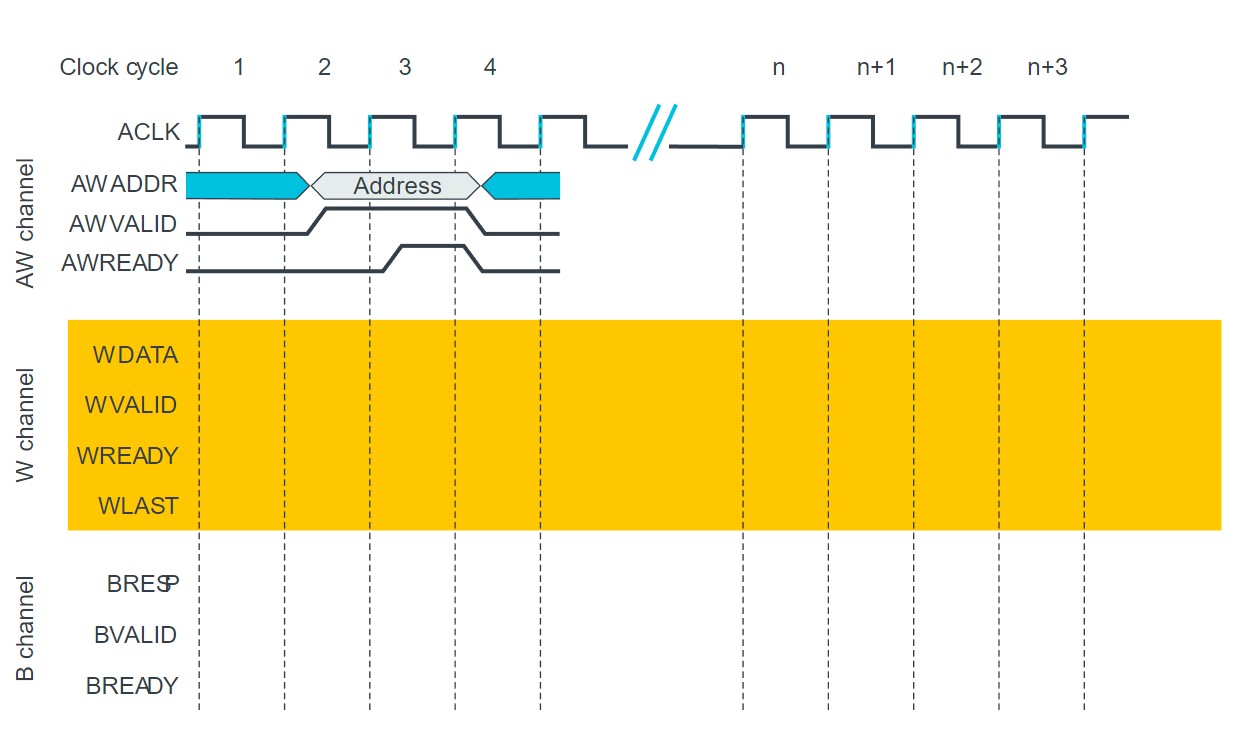 Clock cycle 1 2 3 4 n n+1 n+2 n+3
ACLK
AW channel
AWADDR Address
AWVALID
AWREADY
W channel
WDATA
WVALID
WREADY
WLAST
B channel
BRESP
BVALID
BREADY